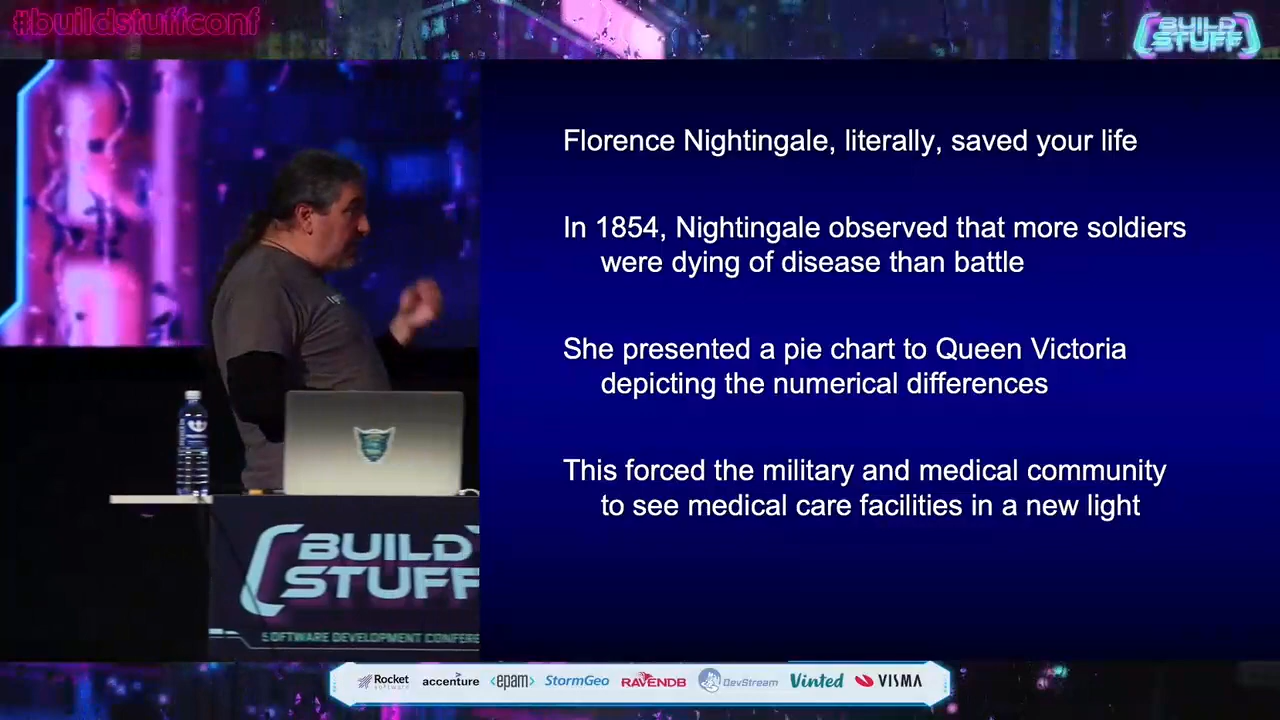 #buildstuffconf
BUILD
STUFF
Florence Nightingale, literally, saved your life
In 1854, Nightingale observed that more soldiers
were dying of disease than battle
She presented a pie chart to Queen Victoria
depicting the numerical differences
This forced the military and medical community
to see medical care facilities in a new light
BUILD
STUFF
SOFTWARE DEVELOPMENT CONFERE
Rocket
software
accenture
<epam>
StormGeo
RAVENDB
DevStream
Vinted
VISMA